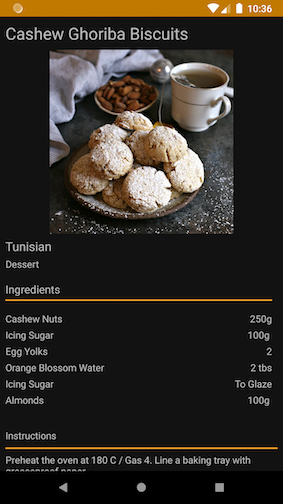 10:36
Cashew Ghoriba Biscuits
Tunisian
Dessert
Ingredients
Cashew Nuts 250g
Icing Sugar 100g
Egg Yolks 2
Orange Blossom Water 2 tbs
Icing Sugar To Glaze
Almonds 100g
Instructions
Preheat the oven at 180 C / Gas 4. Line a baking tray with
greaseproof paper